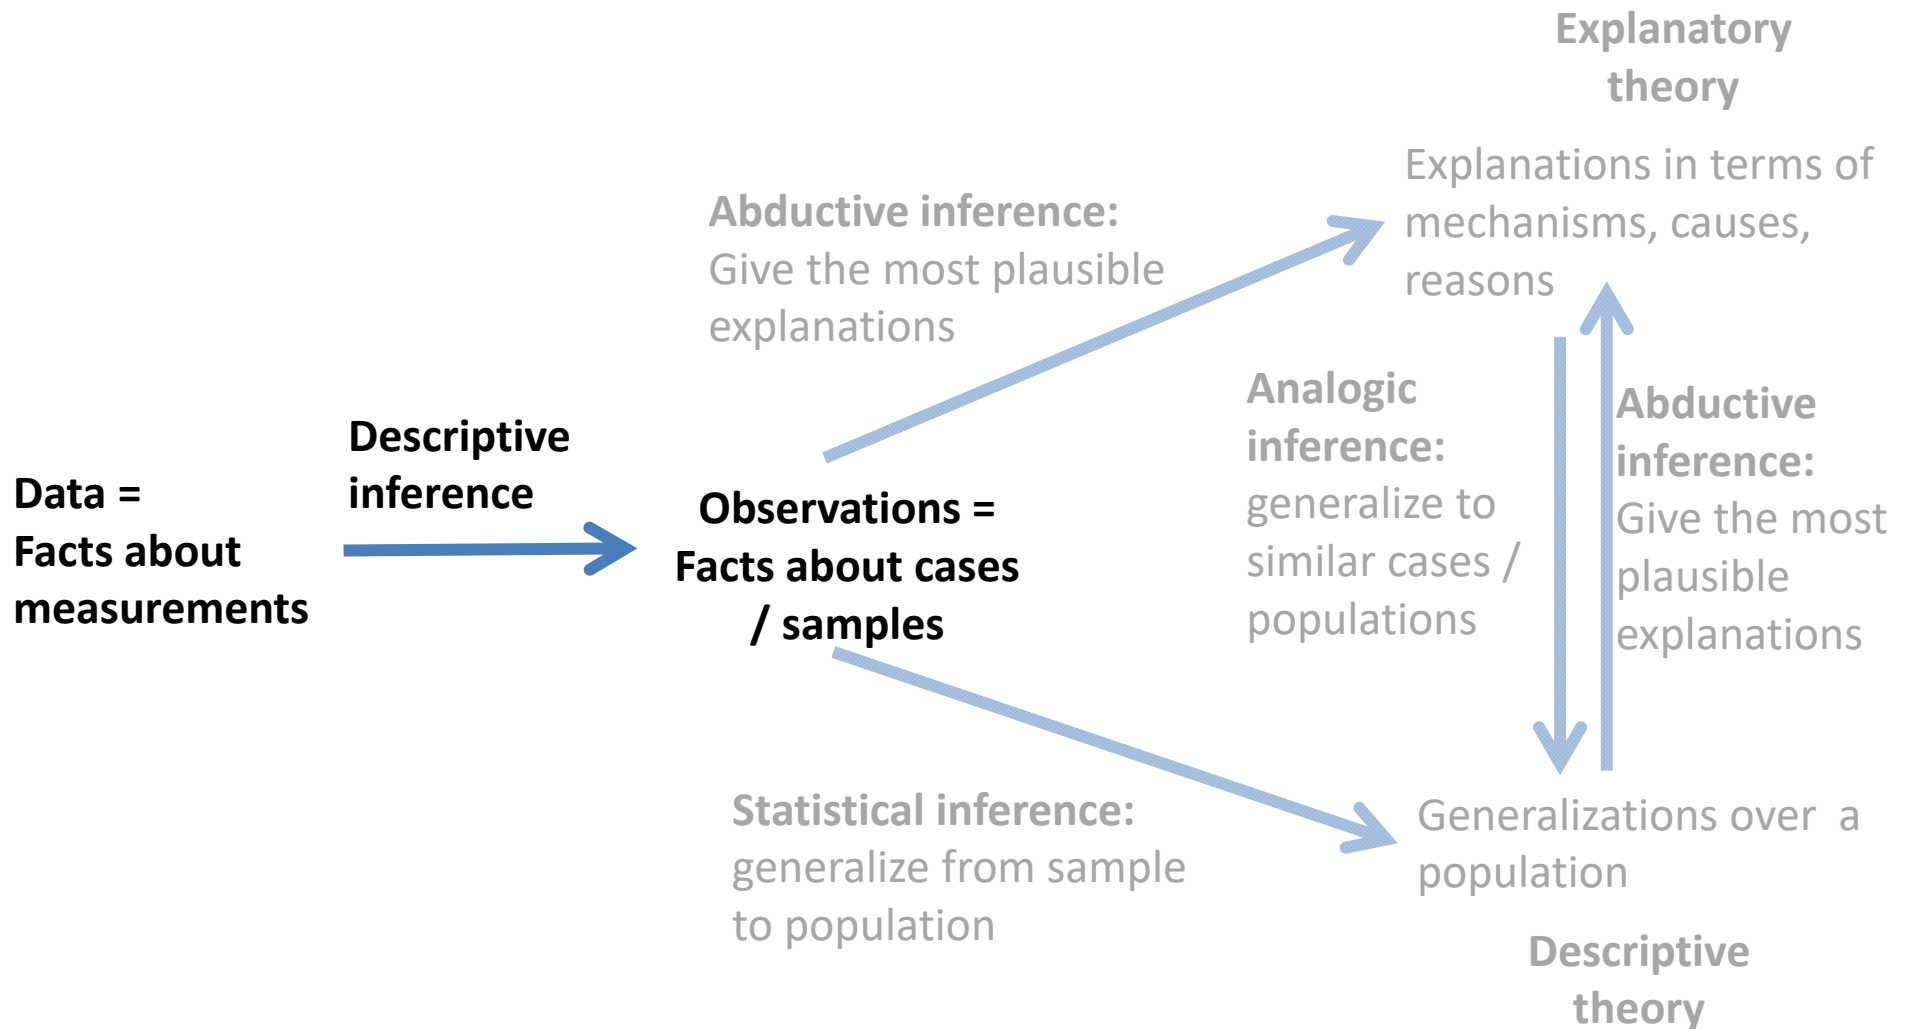 Explanatory
theory
Explanations in terms of
mechanisms, causes,
reasons
Abductive inference:
Give the most plausible
explanations
Descriptive
inference
Data =
Facts about
measurements
Observations =
Facts about cases
/ samples
Analogic
inference:
generalize to
similar cases /
populations
Abductive
inference:
Give the most
plausible
explanations
Statistical inference:
generalize from sample
to population
Generalizations over  a
population
Descriptive
theory